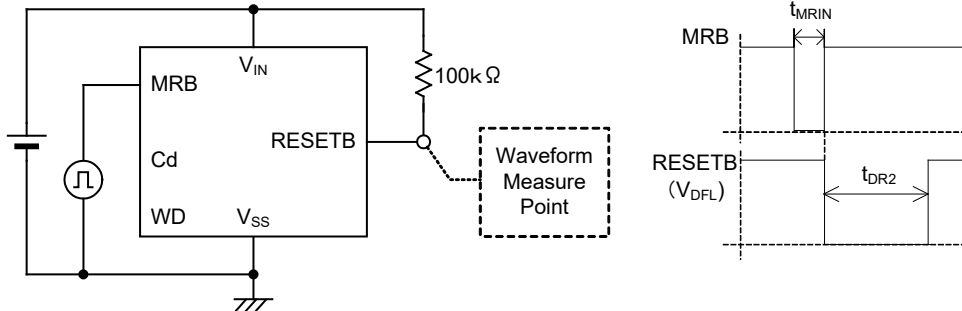 V_IN
MRB
Cd
WD
V_SS
RESETB
100kΩ
Waveform
Measure
Point
t_MRIN
MRB
RESETB
(V_DFL)
t_DR2